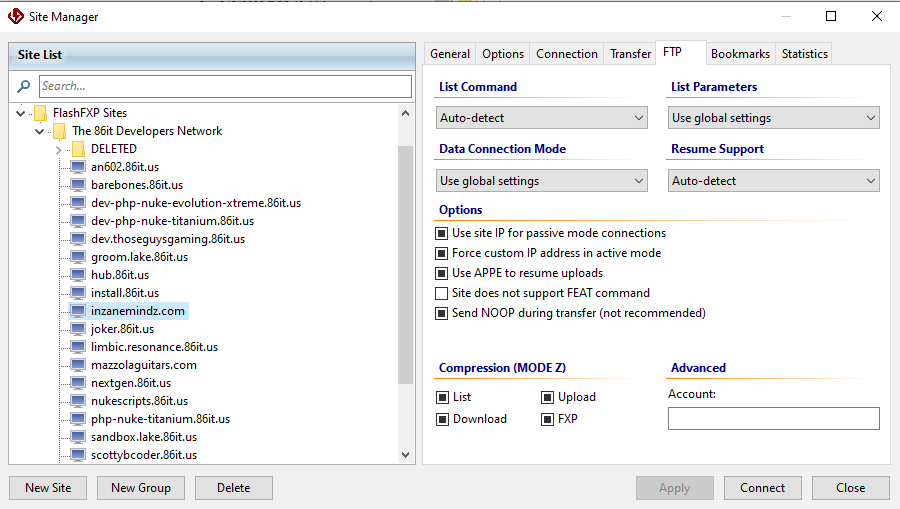 Site Manager
Site List
Search...
FlashFXP Sites
The 86it Developers Network
DELETED
an602.86it.us
barebones.86it.us
dev-php-nuke-evolution-xtreme.86it.us
dev-php-nuke-titanium.86it.us
dev.thoseguysgaming.86it.us
groom.lake.86it.us
hub.86it.us
install.86it.us
inzanemindz.com
joker.86it.us
limbic.resonance.86it.us
mazzolaguitars.com
nextgen.86it.us
nukescripts.86it.us
php-nuke-titanium.86it.us
sandbox.lake.86it.us
scottybcoder.86it.us
New Site New Group Delete
General Options Connection Transfer FTP Bookmarks Statistics
List Command List Parameters
Auto-detect Use global settings
Data Connection Mode Resume Support
Use global settings Auto-detect
Options
Use site IP for passive mode connections
Force custom IP address in active mode
Use APPE to resume uploads
Site does not support FEAT command
Send NOOP during transfer (not recommended)
Compression (MODE Z) Advanced
List Upload Account:
Download FXP
Apply Connect Close